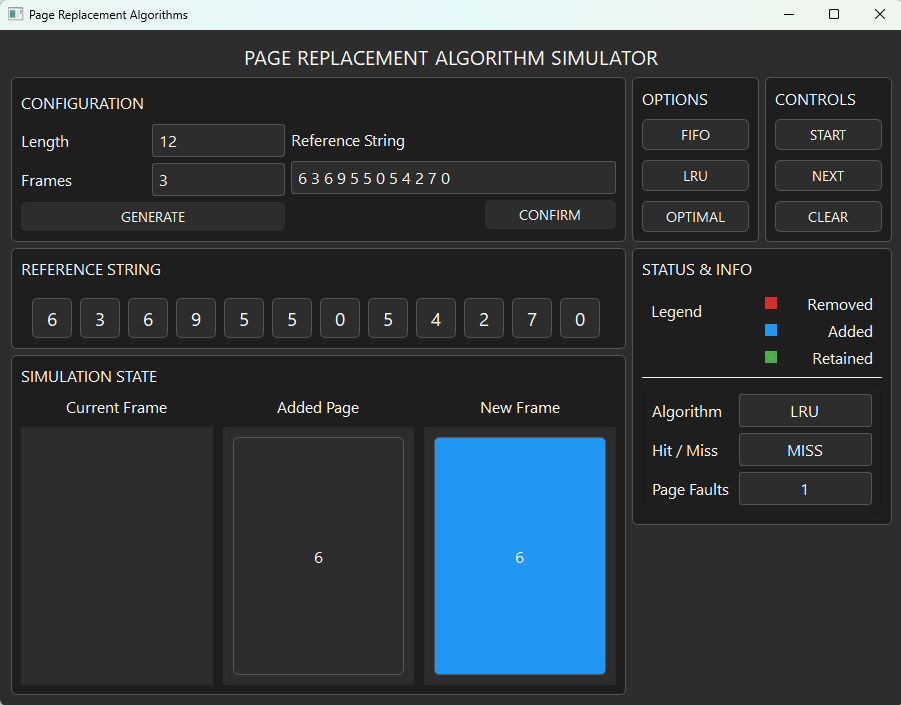 Page Replacement Algorithms
PAGE REPLACEMENT ALGORITHM SIMULATOR
CONFIGURATION
Length
12
Reference String
Frames
3
6 3 6 9 5 5 0 5 4 2 7 0
GENERATE
CONFIRM
OPTIONS
FIFO
LRU
OPTIMAL
CONTROLS
START
NEXT
CLEAR
REFERENCE STRING
6 3 6 9 5 5 0 5 4 2 7 0
STATUS & INFO
Legend
Removed
Added
Retained
Algorithm
LRU
Hit / Miss
MISS
Page Faults
1
SIMULATION STATE
Current Frame
Added Page
New Frame
6
6